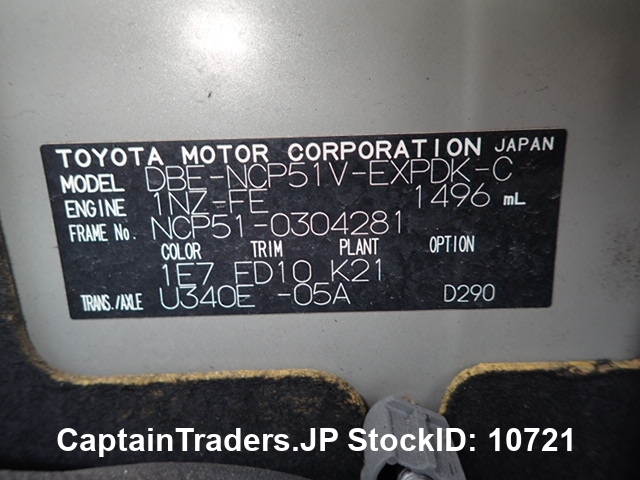 TOYOTA MOTOR CORPORATION JAPAN
MODEL DBE-NCP51V-EXPDK-C
ENGINE 1NZ-FE 1496 mL
FRAME No. NCP51-0304281
COLOR TRIM PLANT OPTION
1E7 FD10 K21
TRANS./AXLE U340E -05A D290
CaptainTraders.JP StockID: 10721